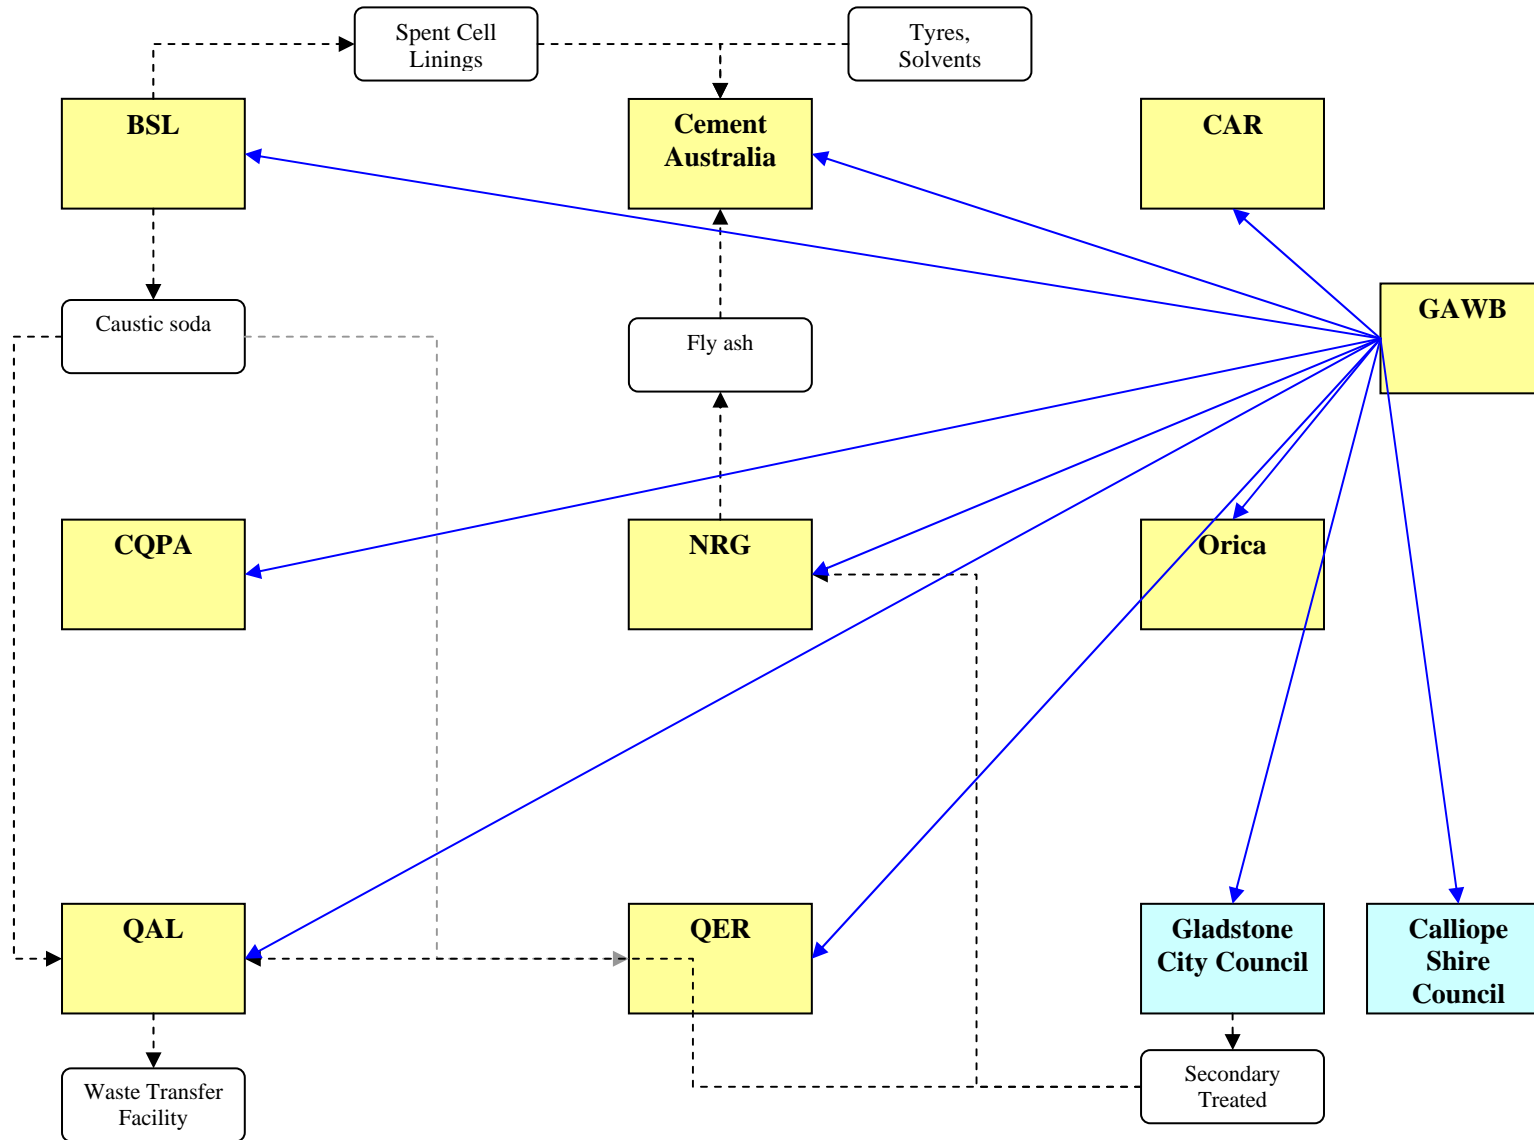 Spent Cell
Linings
Tyres,
Solvents
BSL
Cement
Australia
CAR
GAWB
Caustic soda
Fly ash
CQPA
NRG
Orica
QAL
QER
Gladstone
City Council
Calliope
Shire
Council
Waste Transfer
Facility
Secondary
Treated